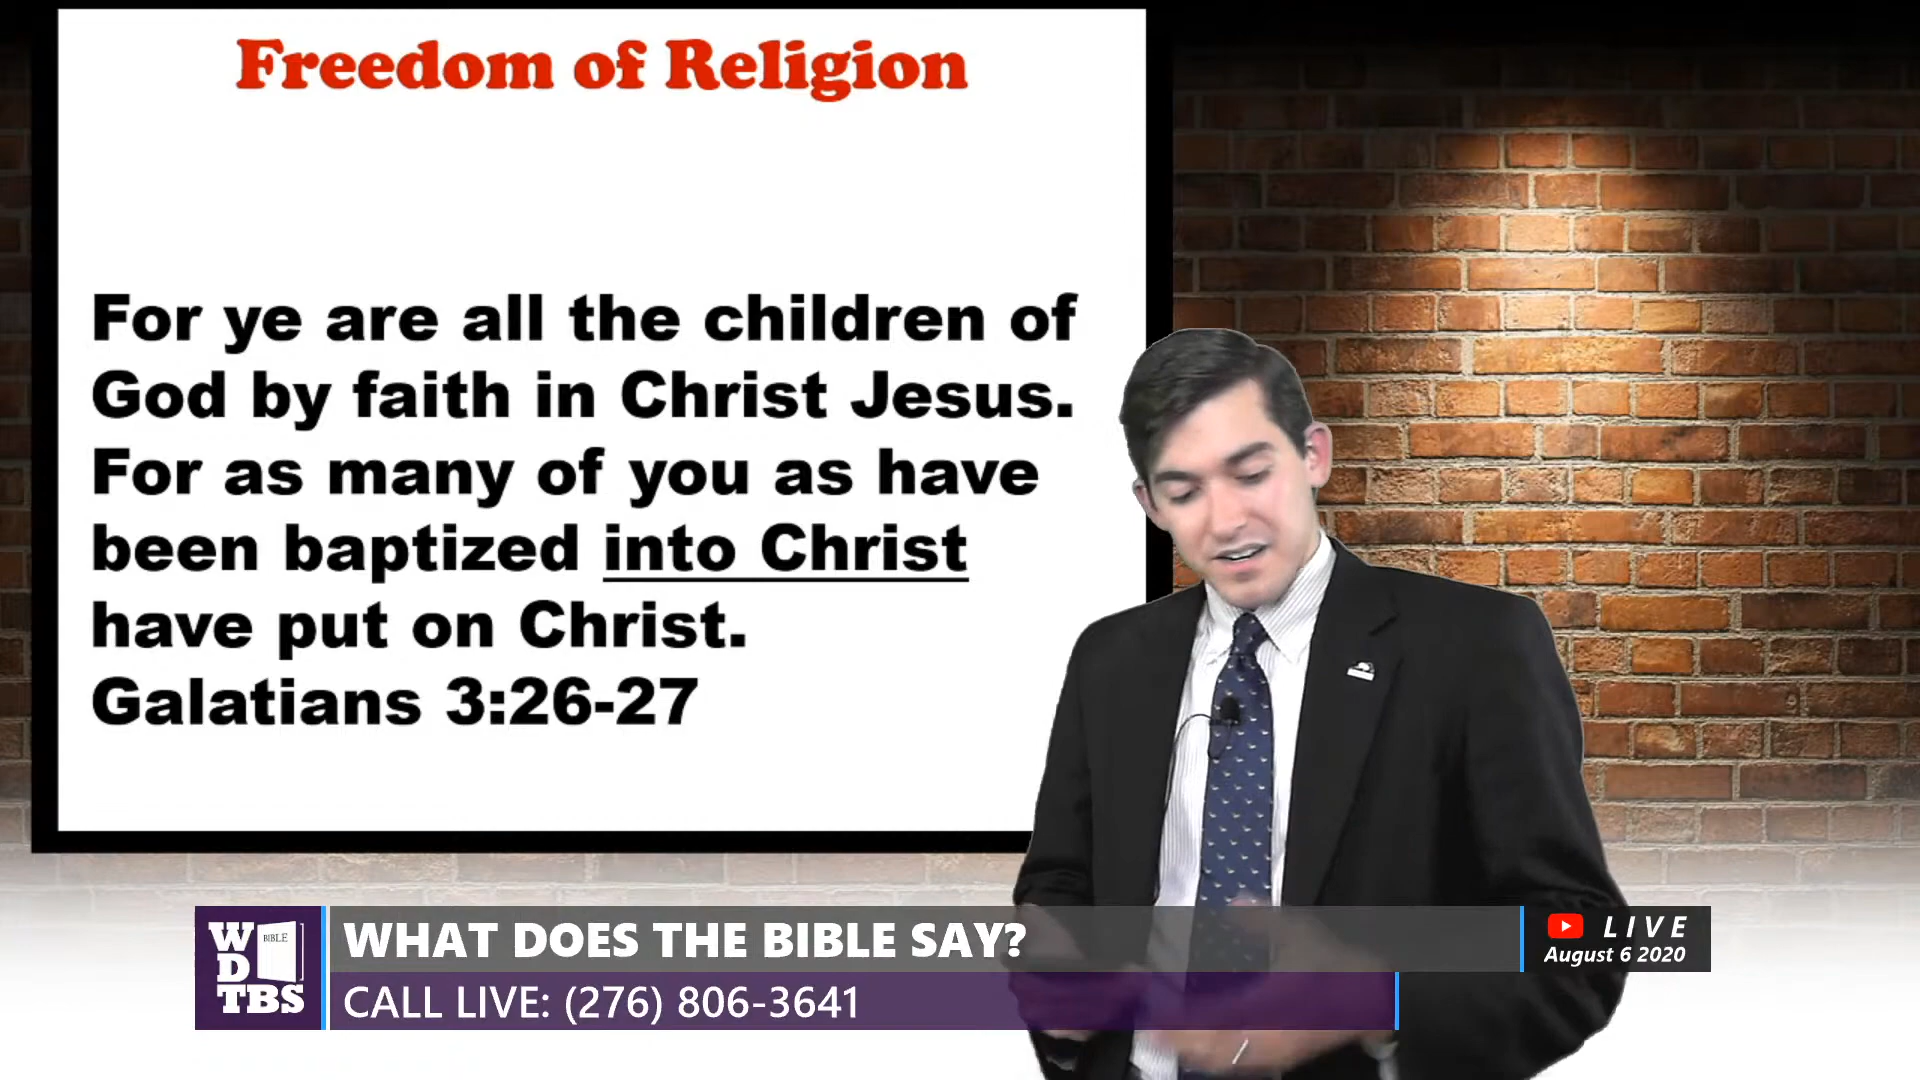 Freedom of Religion
For ye are all the children of
God by faith in Christ Jesus.
For as many of you as have
been baptized into Christ
have put on Christ.
Galatians 3:26-27
W
D
TBS
BIBLE
WHAT DOES THE BIBLE SAY?
CALL LIVE: (276) 806-3641
LIVE
August 6 2020